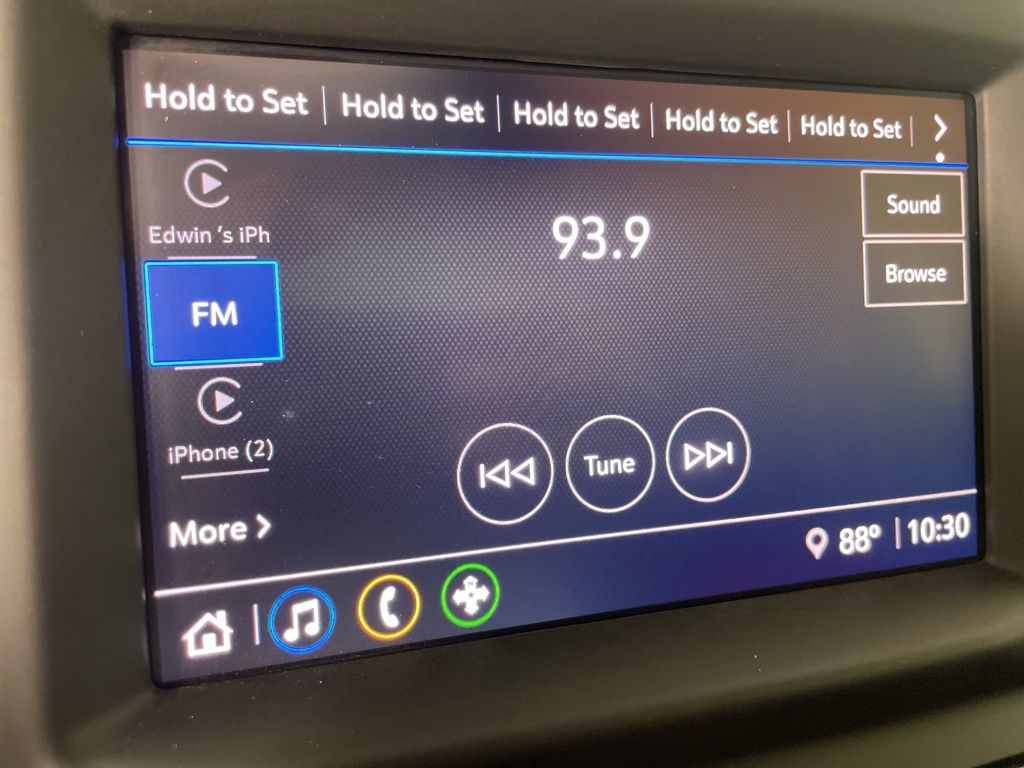 Hold to Set Hold to Set Hold to Set Hold to Set Hold to Set
Edwin 's iPh
93.9
Sound
Browse
FM
iPhone (2)
Tune
More
88° 10:30